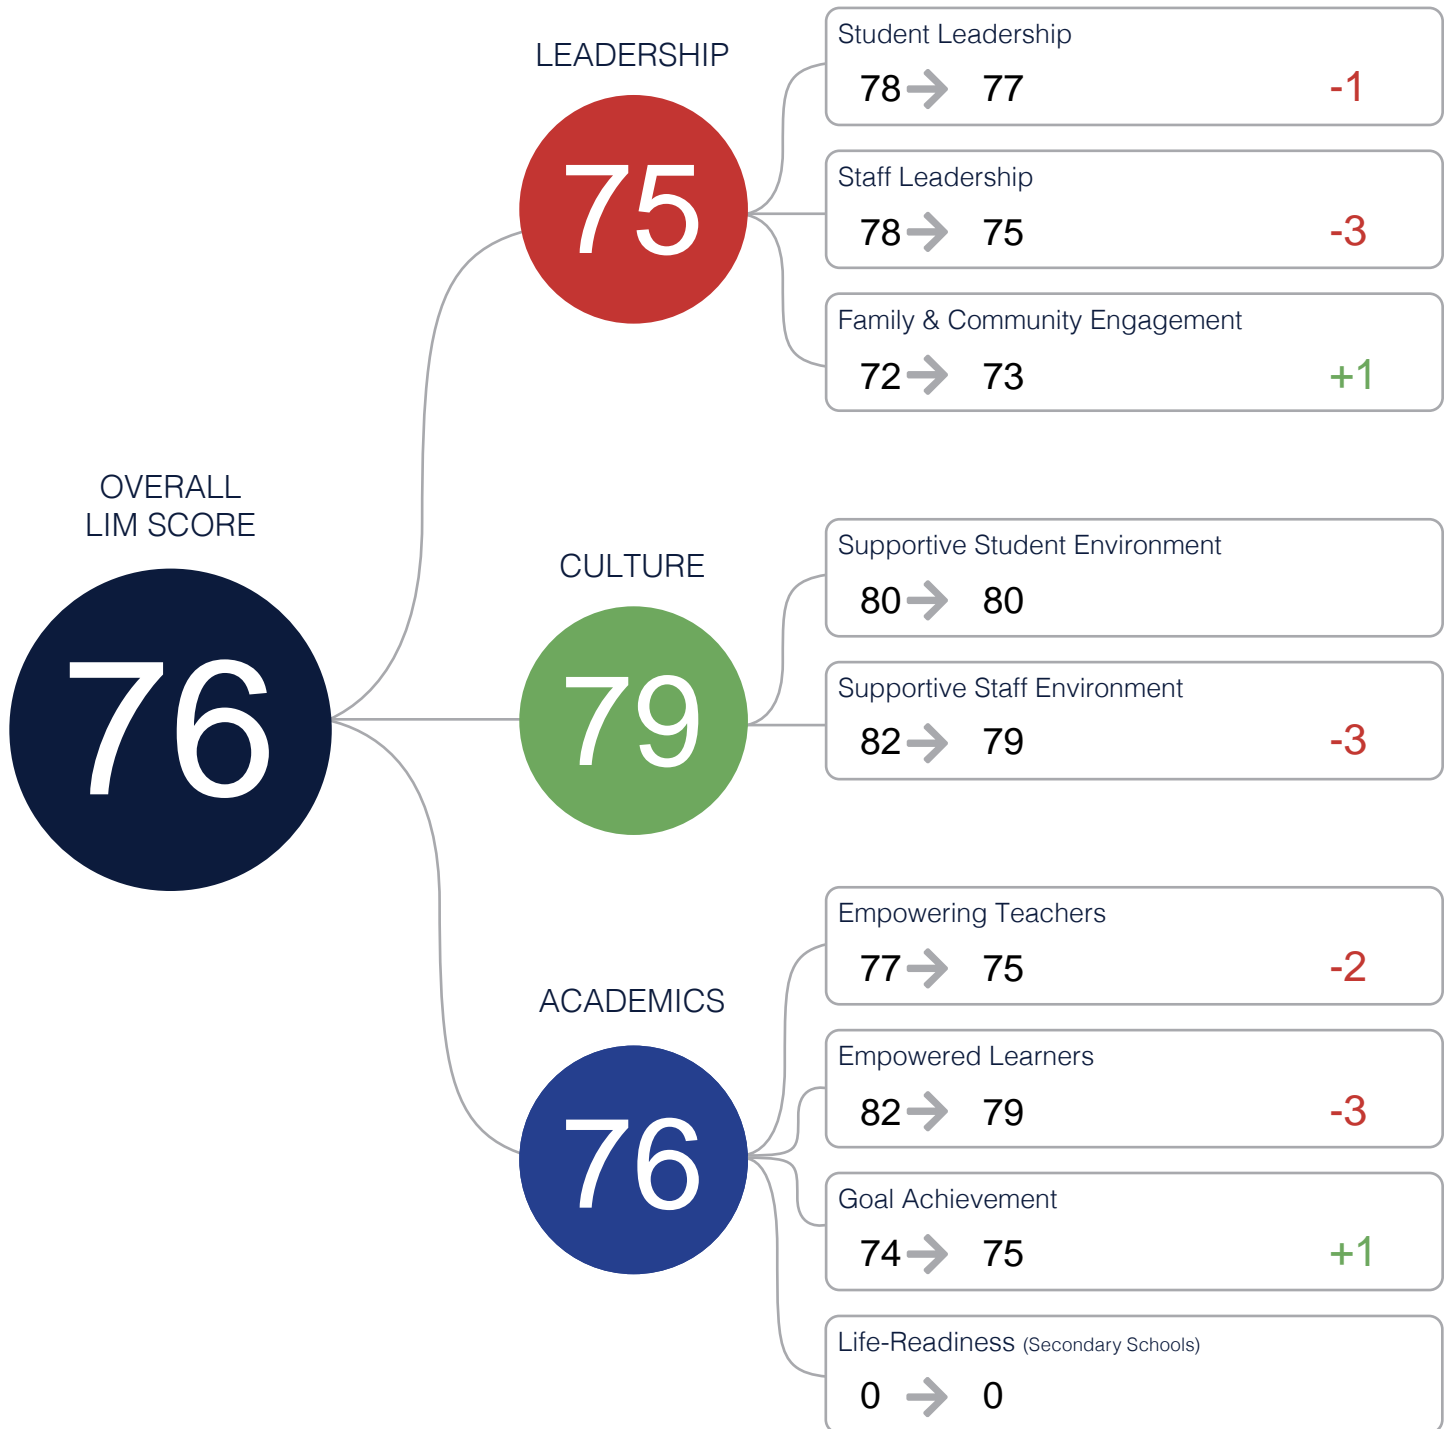 OVERALL
LIM SCORE
76
LEADERSHIP
75
Student Leadership
78 77 -1
Staff Leadership
78 75 -3
Family & Community Engagement
72 73 +1
CULTURE
79
Supportive Student Environment
80 80
Supportive Staff Environment
82 79 -3
ACADEMICS
76
Empowering Teachers
77 75 -2
Empowered Learners
82 79 -3
Goal Achievement
74 75 +1
Life-Readiness (Secondary Schools)
0 0